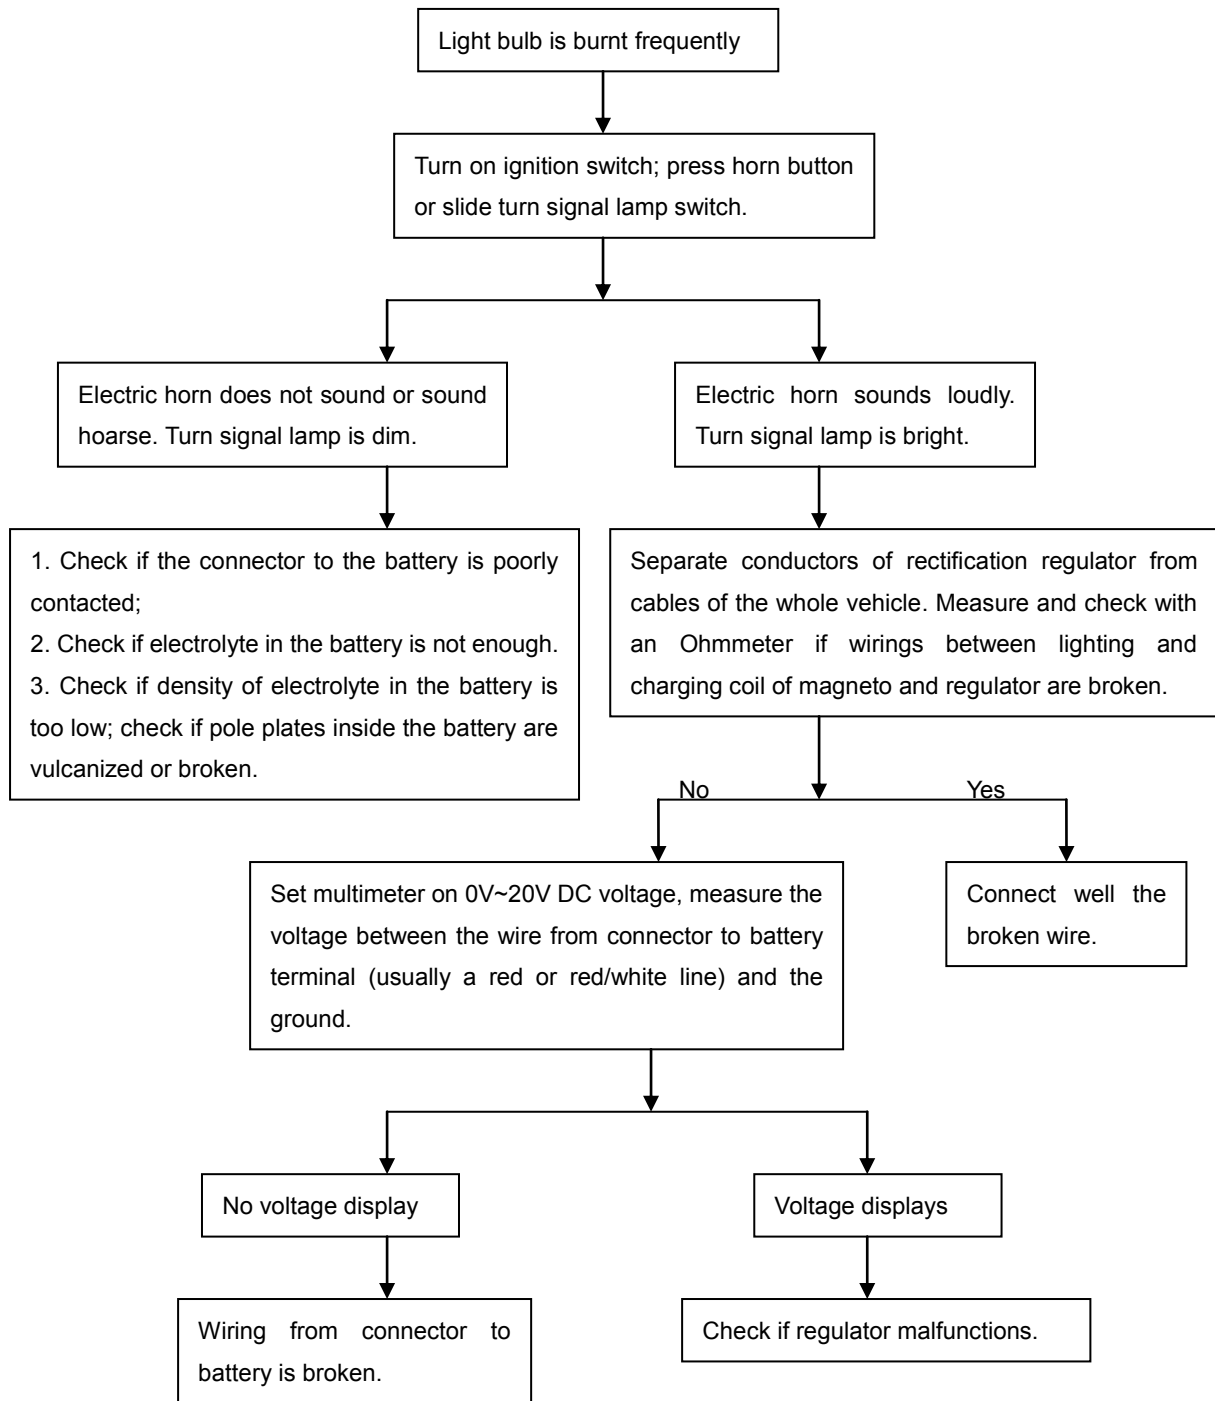 Light bulb is burnt frequently
Turn on ignition switch; press horn button
or slide turn signal lamp switch.
Electric horn does not sound or sound
hoarse. Turn signal lamp is dim.
Electric horn sounds loudly.
Turn signal lamp is bright.
1. Check if the connector to the battery is poorly
contacted;
2. Check if electrolyte in the battery is not enough.
3. Check if density of electrolyte in the battery is
too low; check if pole plates inside the battery are
vulcanized or broken.
Separate conductors of rectification regulator from
cables of the whole vehicle. Measure and check with
an Ohmmeter if wirings between lighting and
charging coil of magneto and regulator are broken.
No
Yes
Set multimeter on 0V~20V DC voltage, measure the
voltage between the wire from connector to battery
terminal (usually a red or red/white line) and the
ground.
Connect well the
broken wire.
No voltage display
Voltage displays
Wiring from connector to
battery is broken.
Check if regulator malfunctions.